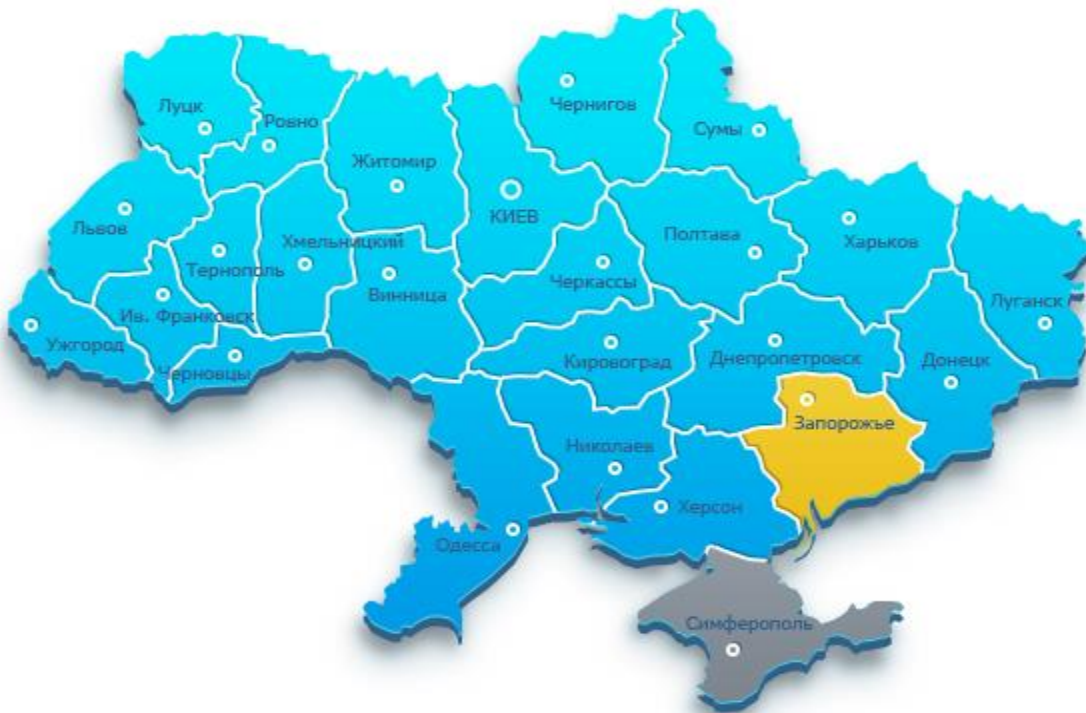 Луцк
Ровно
Чернигов
Сумы
Житомир
КИЕВ
Львов
Тернополь
Хмельницкий
Полтава
Харьков
Ив. Франковск
Винница
Черкассы
Луганск
Ужгород
Черновцы
Кировоград
Днепропетровск
Донецк
Николаев
Запорожье
Одесса
Херсон
Симферополь